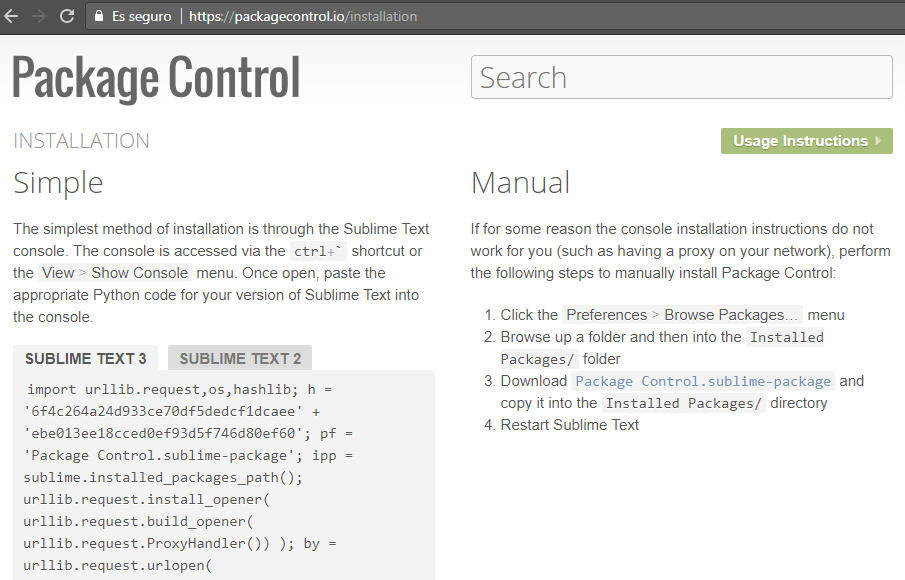 Es seguro | https://packagecontrol.io/installation
Package Control
Search
INSTALLATION
Usage Instructions
Simple
The simplest method of installation is through the Sublime Text
console. The console is accessed via the ctrl+` shortcut or
the View > Show Console menu. Once open, paste the
appropriate Python code for your version of Sublime Text into
the console.
SUBLIME TEXT 3
SUBLIME TEXT 2
import urllib.request,os,hashlib; h =
'6f4c264a24d933ce70df5dedcf1dcaee' +
'ebe013ee18cced0ef93d5f746d80ef60'; pf =
'Package Control.sublime-package'; ipp =
sublime.installed_packages_path();
urllib.request.install_opener(
urllib.request.build_opener(
urllib.request.ProxyHandler()) ); by =
urllib.request.urlopen(
Manual
If for some reason the console installation instructions do not
work for you (such as having a proxy on your network), perform
the following steps to manually install Package Control:
1. Click the Preferences > Browse Packages… menu
2. Browse up a folder and then into the Installed
Packages/ folder
3. Download Package Control.sublime-package and
copy it into the Installed Packages/ directory
4. Restart Sublime Text